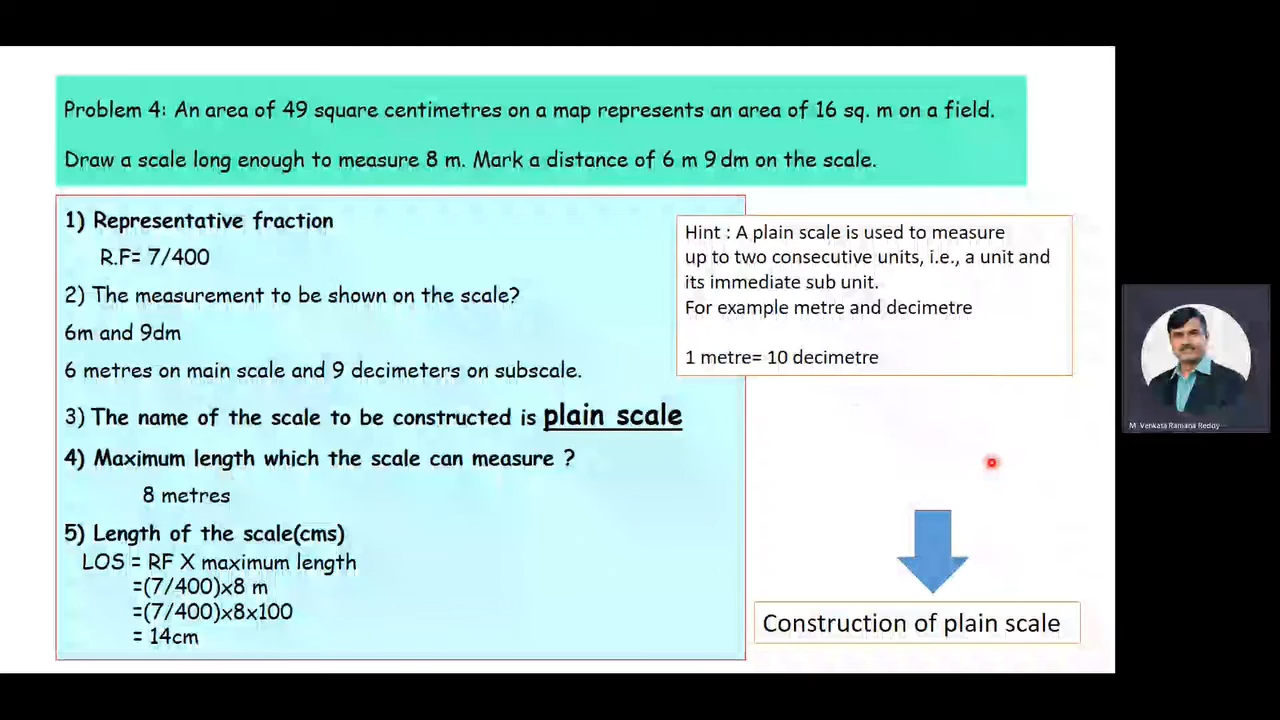 Problem 4: An area of 49 square centimetres on a map represents an area of 16 sq. m on a field.
Draw a scale long enough to measure 8 m. Mark a distance of 6 m 9 dm on the scale.
1) Representative fraction
R.F= 7/400
2) The measurement to be shown on the scale?
6m and 9dm
6 metres on main scale and 9 decimeters on subscale.
3) The name of the scale to be constructed is plain scale
4) Maximum length which the scale can measure ?
8 metres
5) Length of the scale(cms)
LOS = RF X maximum length
=(7/400)x8 m
=(7/400)x8x100
= 14cm
Hint : A plain scale is used to measure
up to two consecutive units, i.e., a unit and
its immediate sub unit.
For example metre and decimetre
1 metre= 10 decimetre
Construction of plain scale
M. Venkata Ramana Reddy